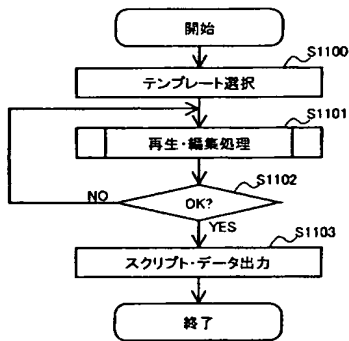 開始
S1100
テンプレート選択
S1101
再生・編集処理
S1102
OK?
NO
YES
S1103
スクリプト・データ出力
終了